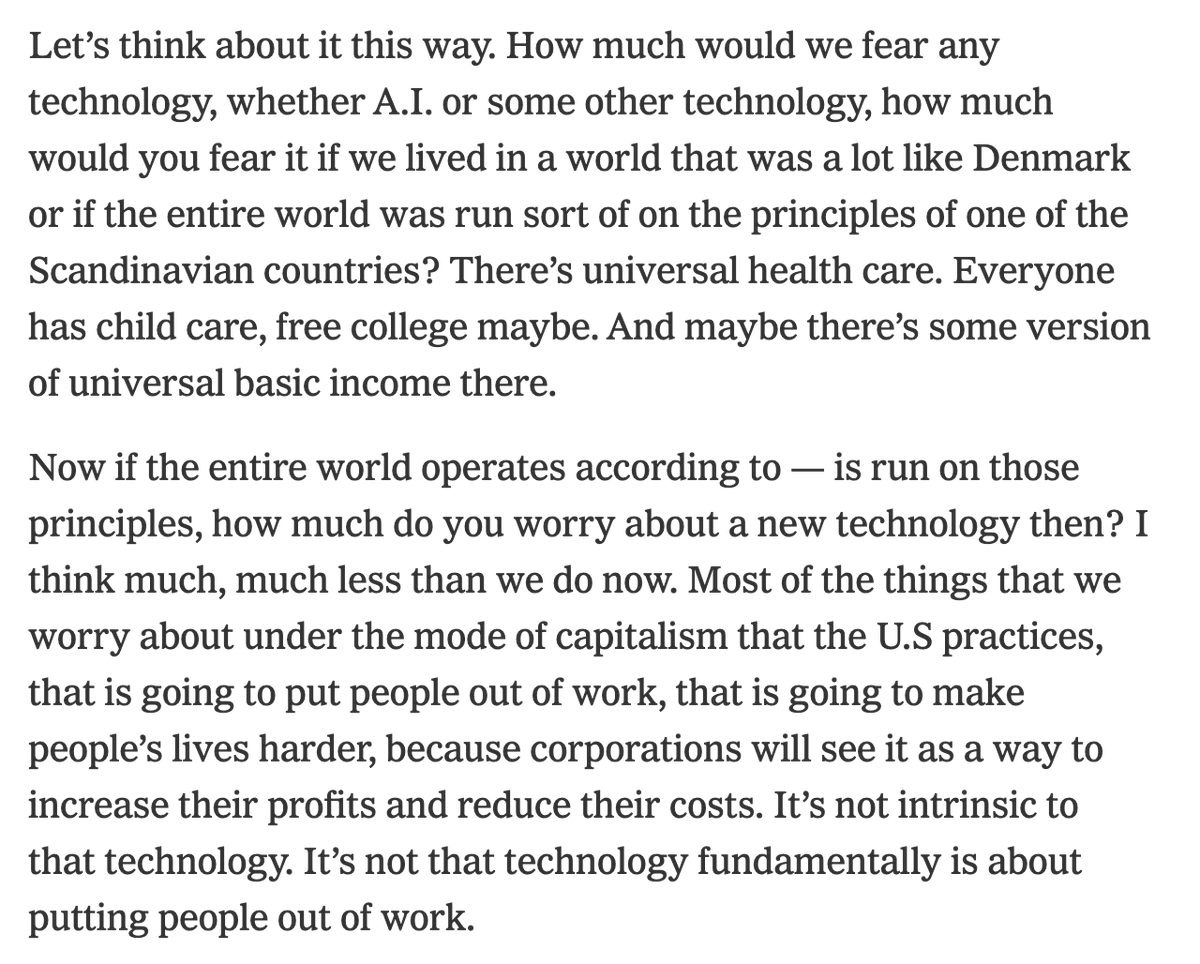 Let’s think about it this way. How much would we fear any
technology, whether A.I. or some other technology, how much
would you fear it if we lived in a world that was a lot like Denmark
or if the entire world was run sort of on the principles of one of the
Scandinavian countries? There’s universal health care. Everyone
has child care, free college maybe. And maybe there’s some version
of universal basic income there.
Now if the entire world operates according to — is run on those
principles, how much do you worry about a new technology then? I
think much, much less than we do now. Most of the things that we
worry about under the mode of capitalism that the U.S practices,
that is going to put people out of work, that is going to make
people’s lives harder, because corporations will see it as a way to
increase their profits and reduce their costs. It’s not intrinsic to
that technology. It’s not that technology fundamentally is about
putting people out of work.